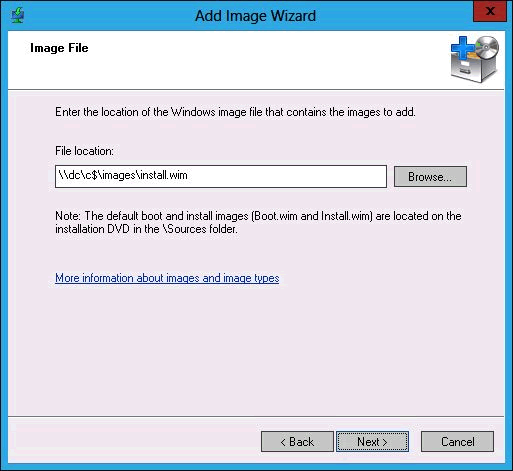 Add Image Wizard
x
Image File
Enter the location of the Windows image file that contains the images to add.
File location:
\\dc\c$\images\install.wim
Browse...
Note: The default boot and install images (Boot.wim and Install.wim) are located on the
installation DVD in the \Sources folder.
More information about images and image types
< Back
Next >
Cancel